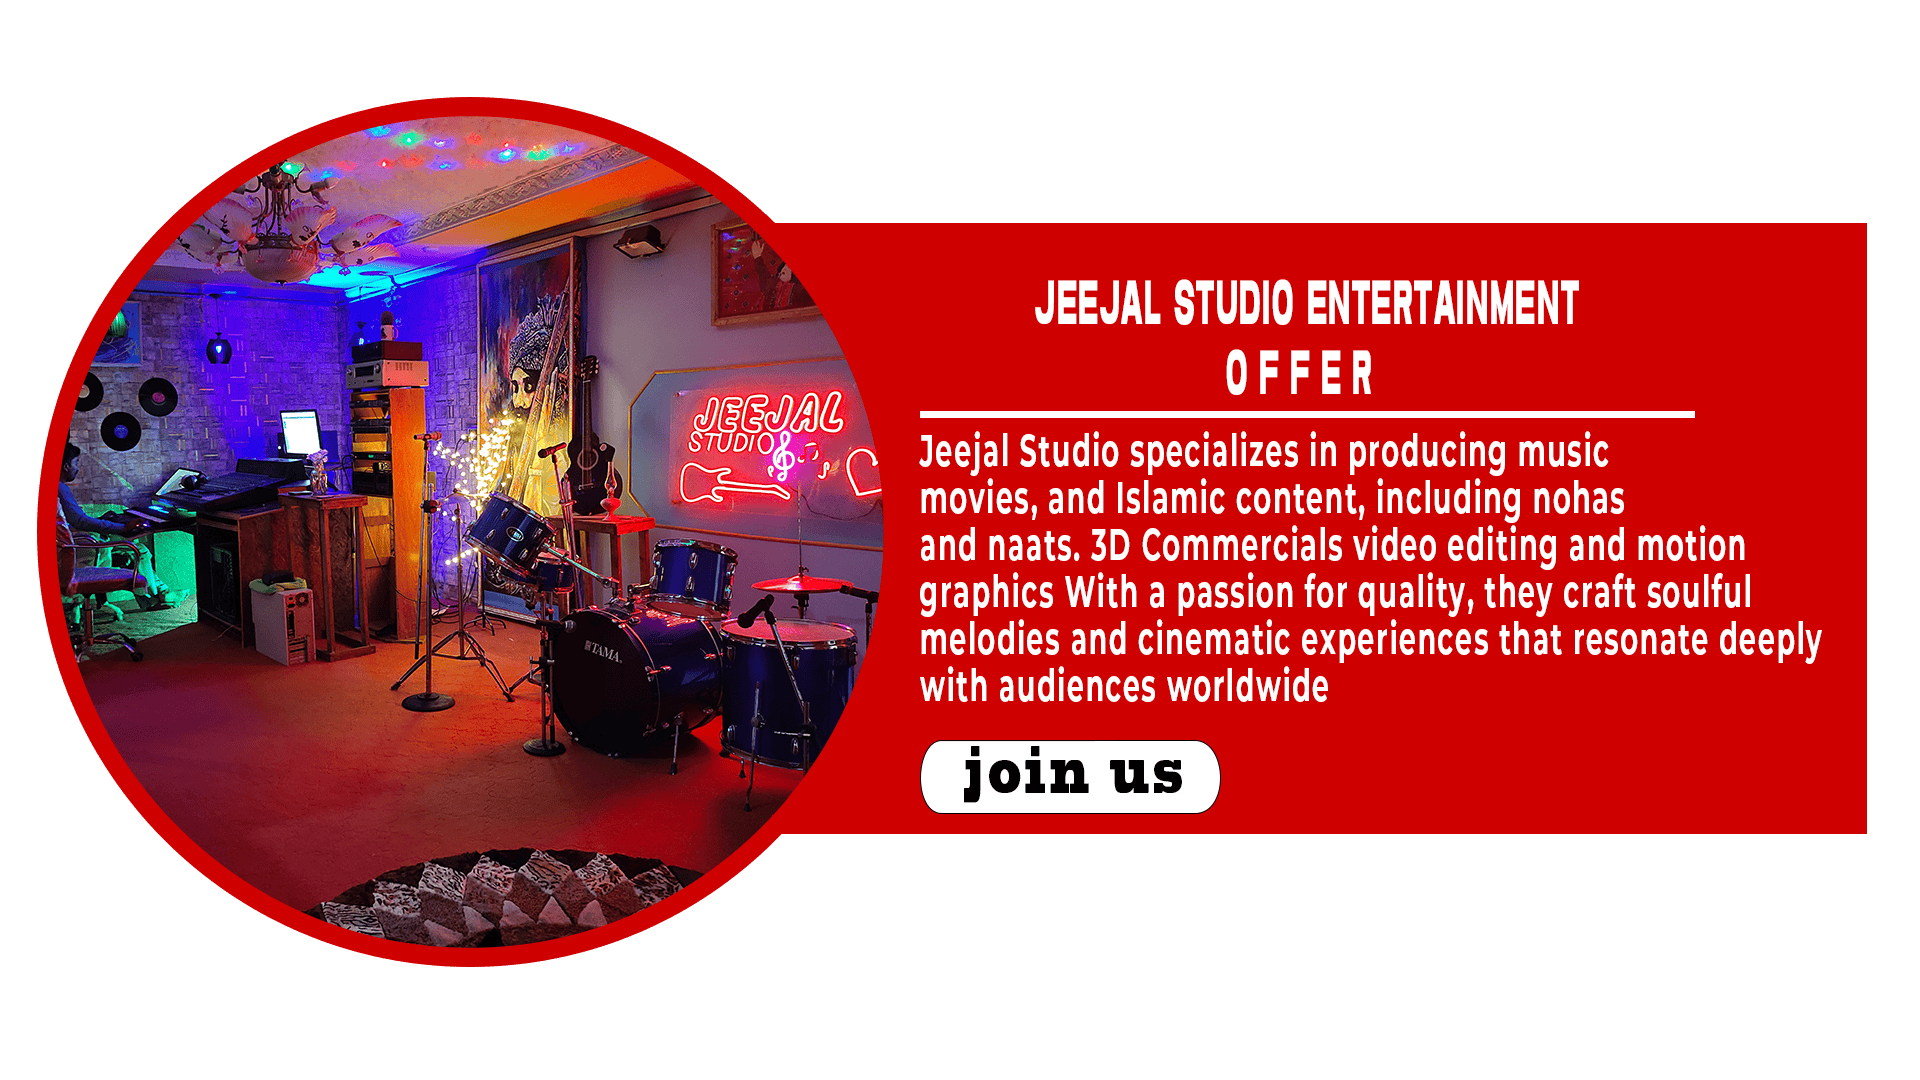 JEEJAL STUDIO ENTERTAINMENT
OFFER
Jeejal Studio specializes in producing music
movies, and Islamic content, including nohas
and naats. 3D Commercials video editing and motion
graphics With a passion for quality, they craft soulful
melodies and cinematic experiences that resonate deeply
with audiences worldwide
join us
JEEJAL
STUDIO
TAMA